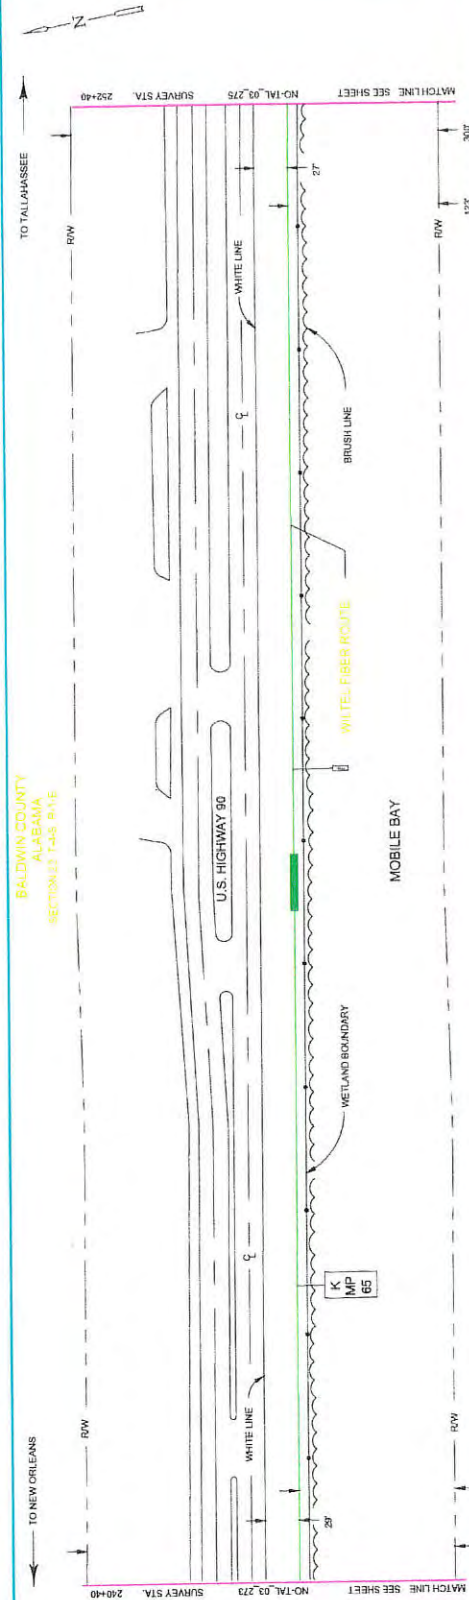 N
TO TALLAHASSEE
252+40
SURVEY STA.
NO-TAL_03_275
MATCH LINE SEE SHEET
R/W
R/W
300'
123'
27'
WHITE LINE
BRUSH LINE
WILTEL FIBER ROUTE
BALDWIN COUNTY
ALABAMA
U.S. HIGHWAY 90
MOBILE BAY
WETLAND BOUNDARY
K
MP
65
WHITE LINE
29'
TO NEW ORLEANS
R/W
R/W
240+40
SURVEY STA.
NO-TAL_03_273
MATCH LINE SEE SHEET